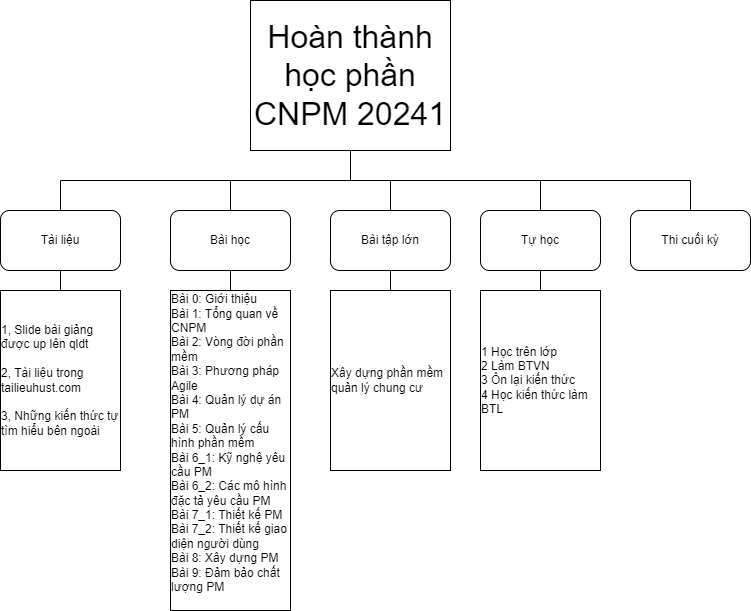 Hoàn thành
học phần
CNPM 20241
Tài liệu
Bài học
Bài tập lớn
Tự học
Thi cuối kỳ
1, Slide bài giảng
được up lên qldt
2, Tài liệu trong
tailieuhust.com
3, Những kiến thức tự
tìm hiểu bên ngoài
Bài 0: Giới thiệu
Bài 1: Tổng quan về
CNPM
Bài 2: Vòng đời phần
mềm
Bài 3: Phương pháp
Agile
Bài 4: Quản lý dự án
PM
Bài 5: Quản lý cấu
hình phần mềm
Bài 6_1: Kỹ nghệ yêu
cầu PM
Bài 6_2: Các mô hình
đặc tả yêu cầu PM
Bài 7_1: Thiết kế PM
Bài 7_2: Thiết kế giao
diện người dùng
Bài 8: Xây dựng PM
Bài 9: Đảm bảo chất
lượng PM
Xây dựng phần mềm
quản lý chung cư
1 Học trên lớp
2 Làm BTVN
3 Ôn lại kiến thức
4 Học kiến thức làm
BTL